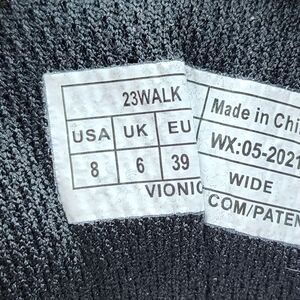 23WALK
USA UK EU
8 6 39
VIONIC
Made in Chi
WX:05-2021
WIDE
COM/PATEN